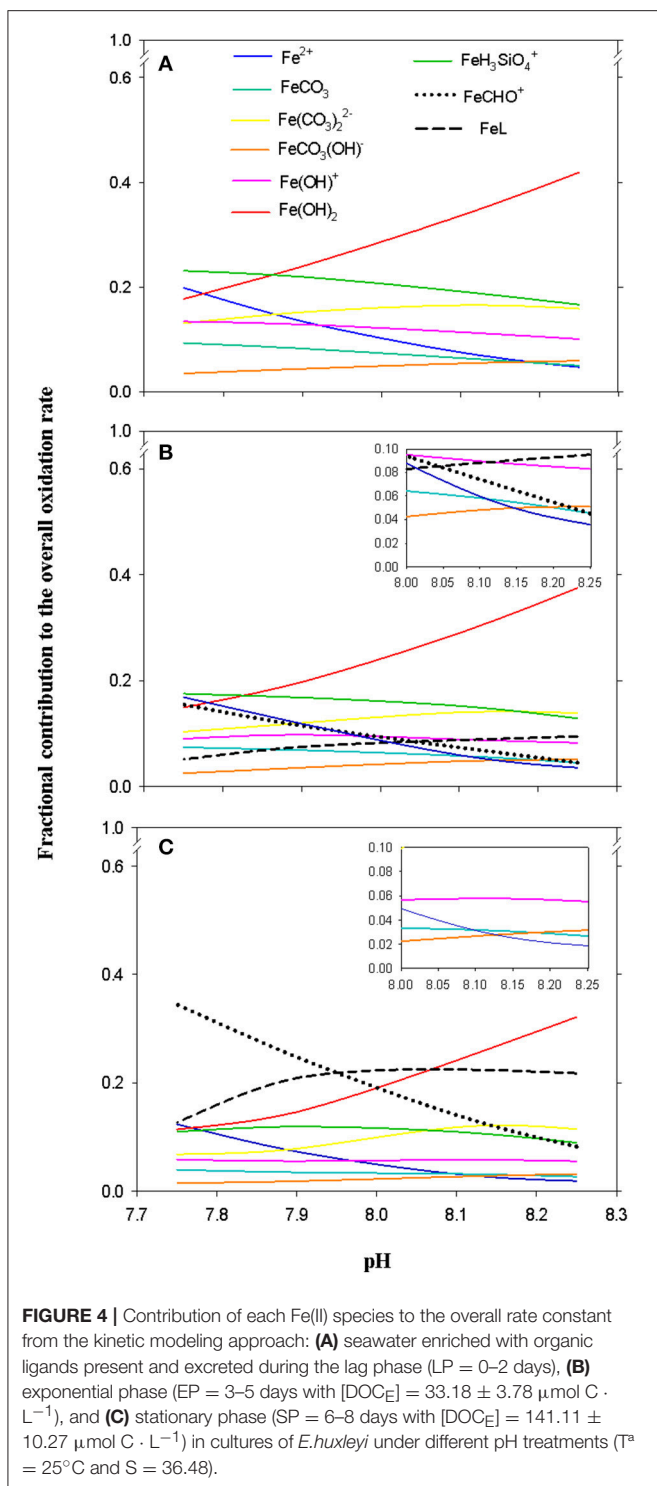 Fractional contribution to the overall oxidation rate
A
1.0
0.6
0.4
0.2
0.0
Fe²⁺
FeCO₃
Fe(CO₃)₂²⁻
FeCO₃(OH)⁻
Fe(OH)⁺
Fe(OH)₂
FeH₃SiO₄⁺
FeCHO⁺
FeL
B
1.0
0.6
0.4
0.2
0.0
0.10
0.08
0.06
0.04
0.02
0.00
8.00 8.05 8.10 8.15 8.20 8.25
C
1.0
0.6
0.4
0.2
0.0
0.10
0.08
0.06
0.04
0.02
0.00
8.00 8.05 8.10 8.15 8.20 8.25
7.7 7.8 7.9 8.0 8.1 8.2 8.3
pH
FIGURE 4 | Contribution of each Fe(II) species to the overall rate constant
from the kinetic modeling approach: (A) seawater enriched with organic
ligands present and excreted during the lag phase (LP = 0–2 days), (B)
exponential phase (EP = 3–5 days with [DOC_E] = 33.18 ± 3.78 μmol C ·
L⁻¹), and (C) stationary phase (SP = 6–8 days with [DOC_E] = 141.11 ±
10.27 μmol C · L⁻¹) in cultures of E.huxleyi under different pH treatments (Tᵃ
= 25°C and S = 36.48).